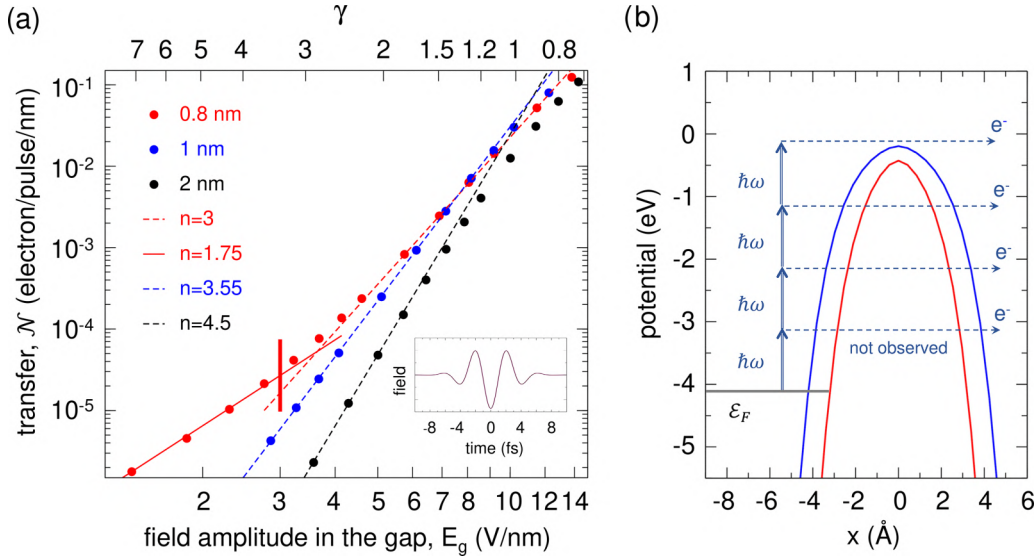 (a)
γ
7 6 5 4 3 2 1.5 1.2 1 0.8
transfer, 𝒩 (electron/pulse/nm)
10⁻¹
10⁻²
10⁻³
10⁻⁴
10⁻⁵
0.8 nm
1 nm
2 nm
n=3
n=1.75
n=3.55
n=4.5
field
-8 -4 0 4 8
time (fs)
2 3 4 5 6 7 8 10 12 14
field amplitude in the gap, E_g (V/nm)
(b)
potential (eV)
1
0
-1
-2
-3
-4
-5
e⁻
ħω
e⁻
ħω
e⁻
ħω
e⁻
not observed
ħω
ℰ_F
-8 -6 -4 -2 0 2 4 6
x (Å)